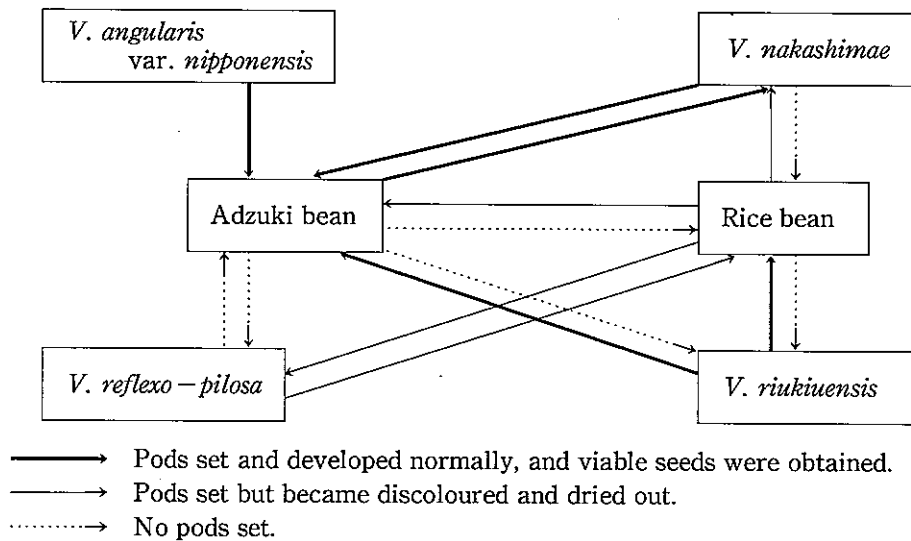 V. angularis
var. nipponensis
V. nakashimae
Adzuki bean
Rice bean
V. reflexo−pilosa
V. riukiuensis
Pods set and developed normally, and viable seeds were obtained.
Pods set but became discoloured and dried out.
No pods set.